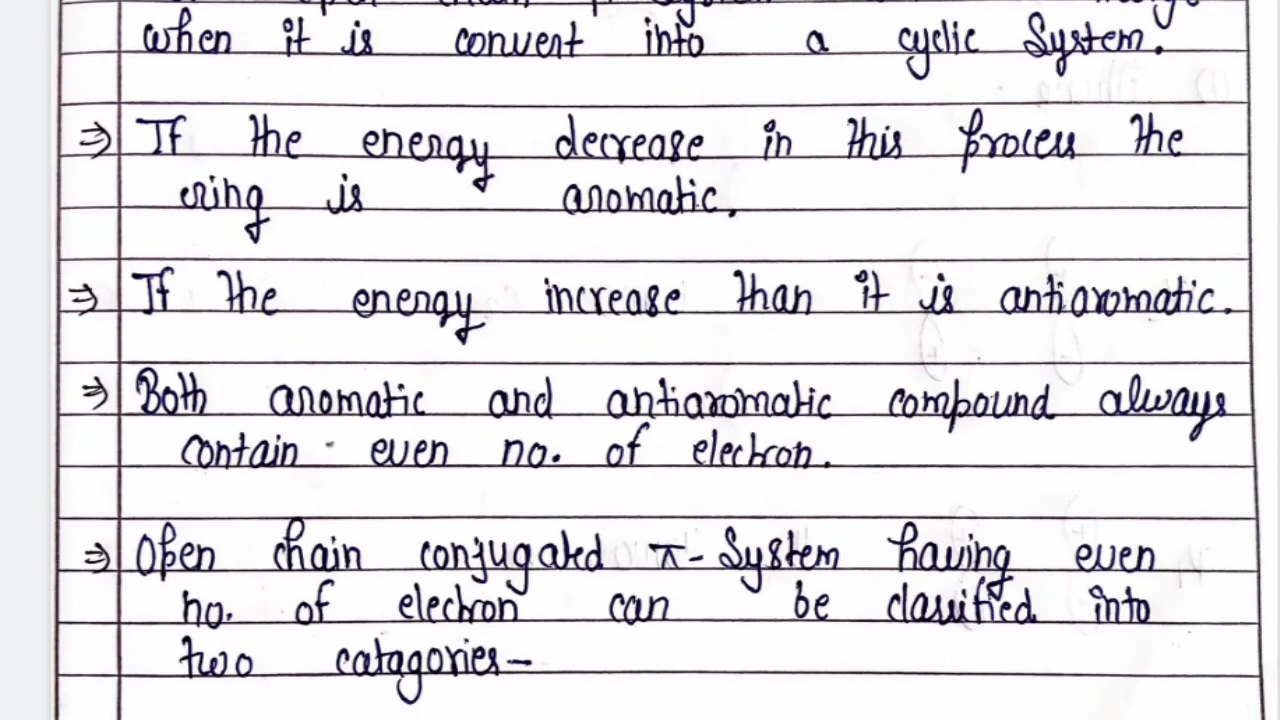 when it is convent into a cyclic System.
⇒ If the energy decrease in this process the
ring is aromatic.
⇒ If the energy increase than it is antiaromatic.
⇒ Both aromatic and antiaromatic compound always
contain even no. of electron.
⇒ Open chain conjugated π- System having even
no. of electron can be classified into
two catagories-